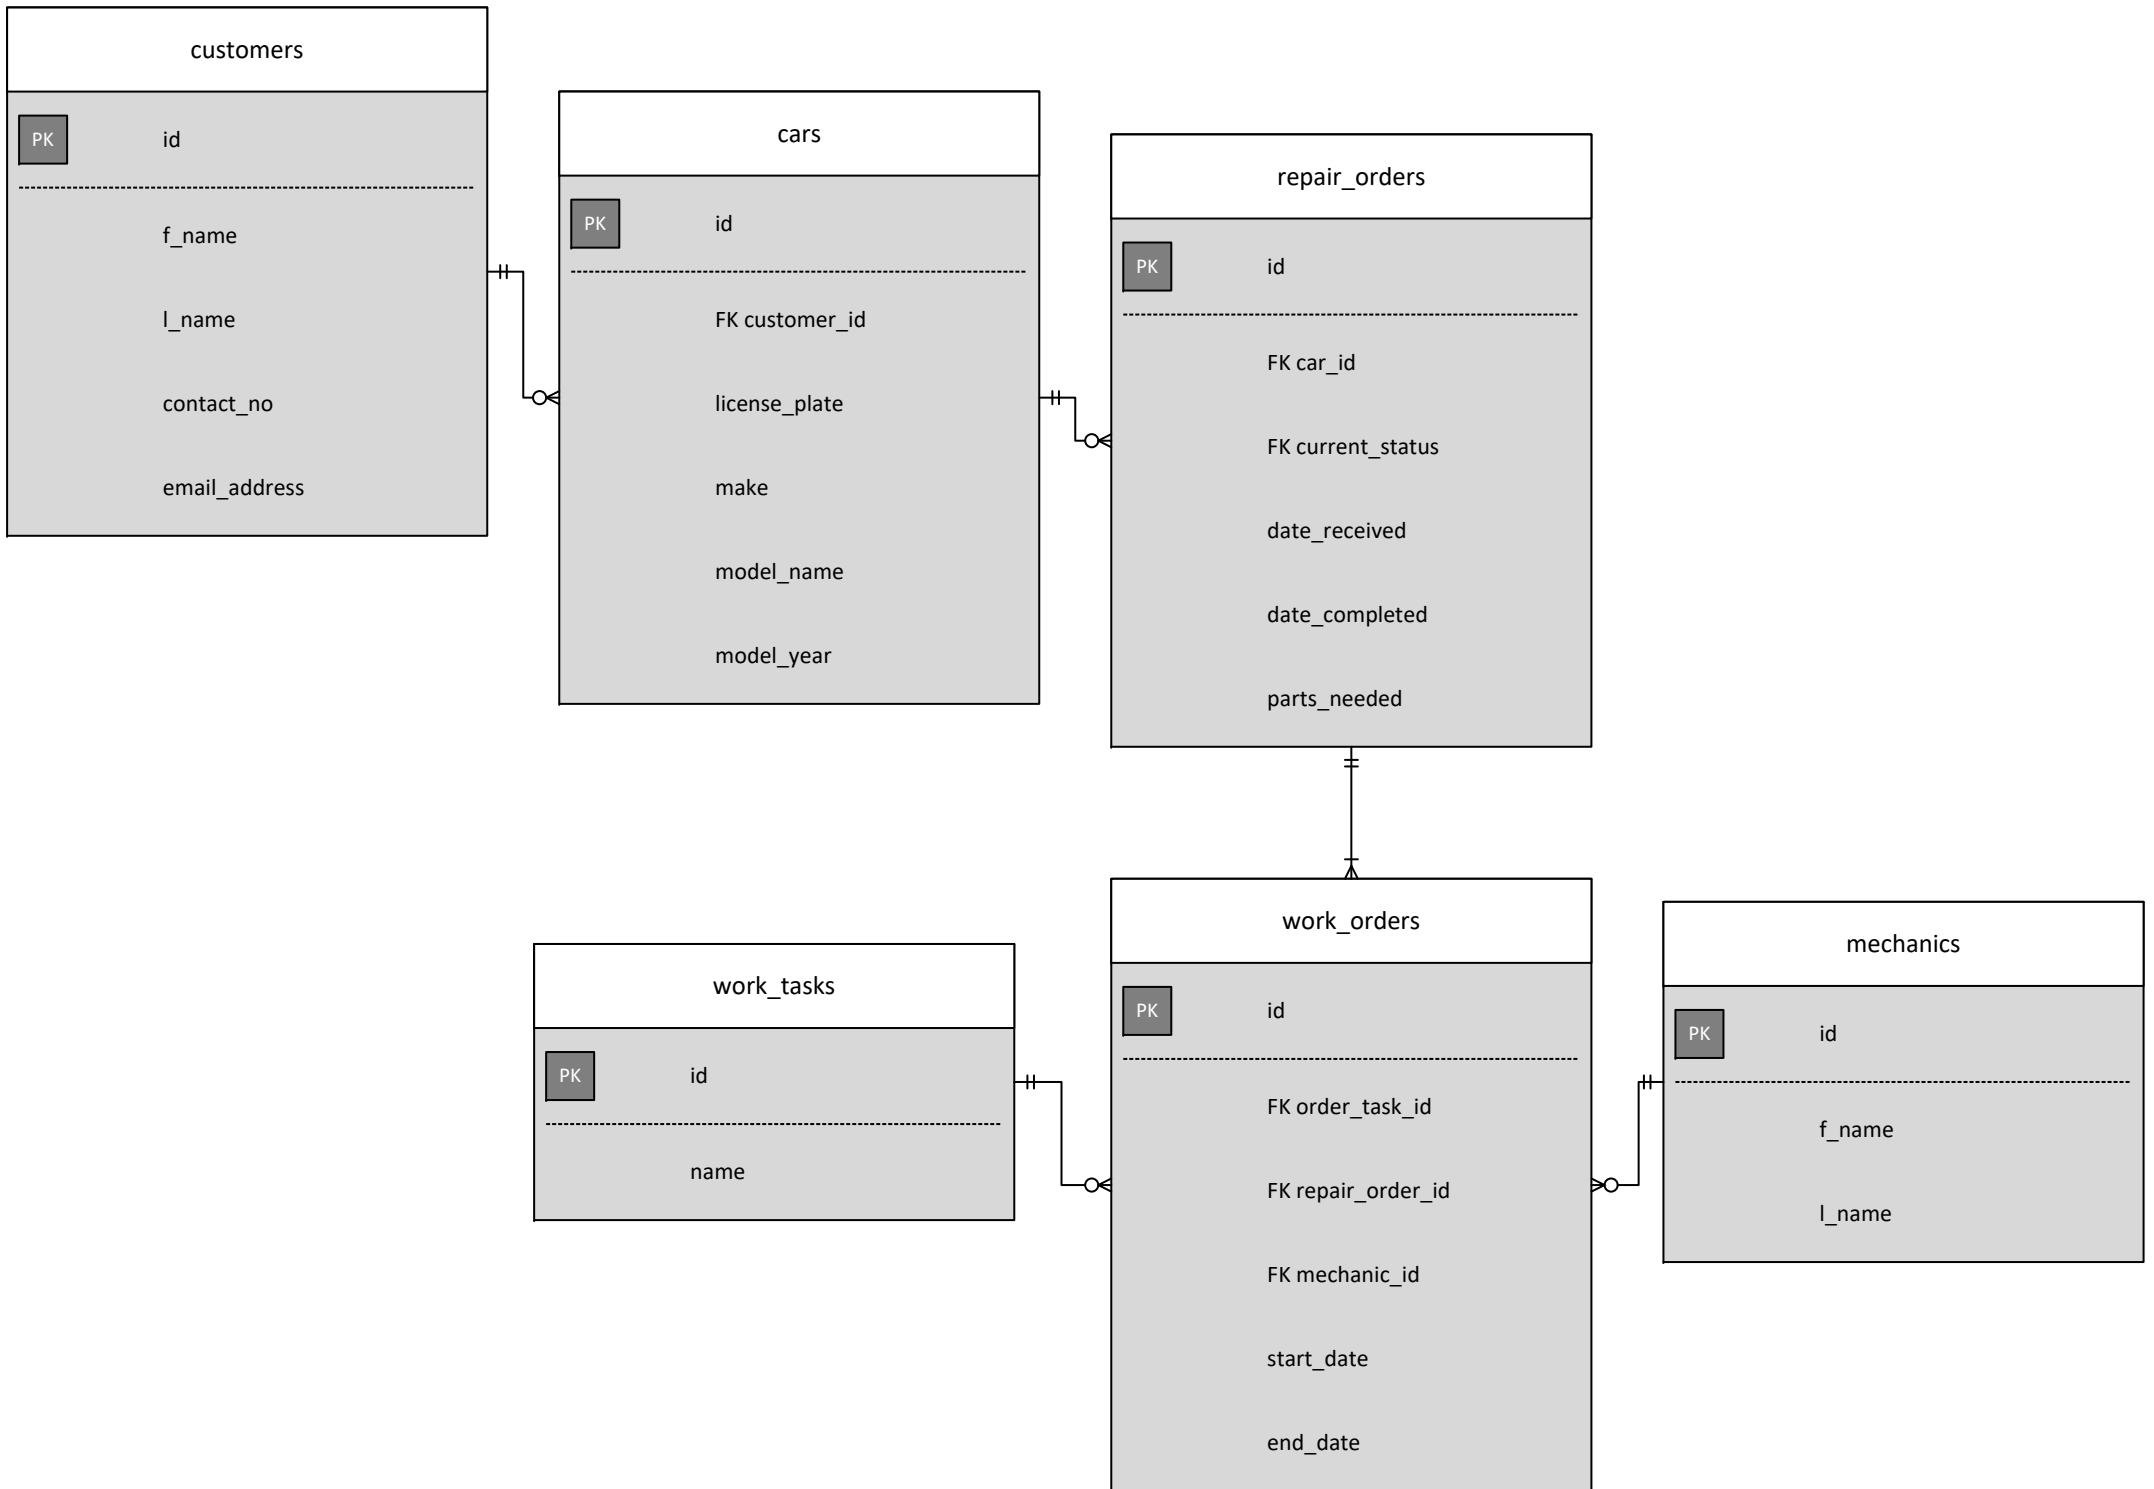 customers
PK id
f_name
l_name
contact_no
email_address
cars
PK id
FK customer_id
license_plate
make
model_name
model_year
repair_orders
PK id
FK car_id
FK current_status
date_received
date_completed
parts_needed
work_tasks
PK id
name
work_orders
PK id
FK order_task_id
FK repair_order_id
FK mechanic_id
start_date
end_date
mechanics
PK id
f_name
l_name